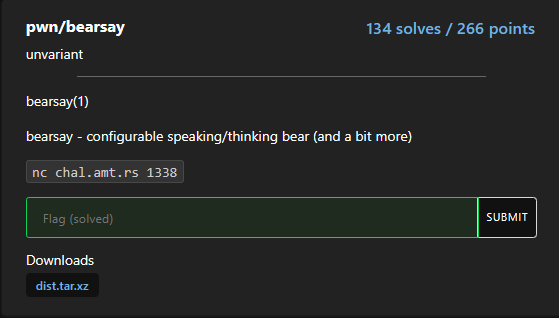 pwn/bearsay
134 solves / 266 points
unvariant
bearsay(1)
bearsay - configurable speaking/thinking bear (and a bit more)
nc chal.amt.rs 1338
Flag (solved)
SUBMIT
Downloads
dist.tar.xz